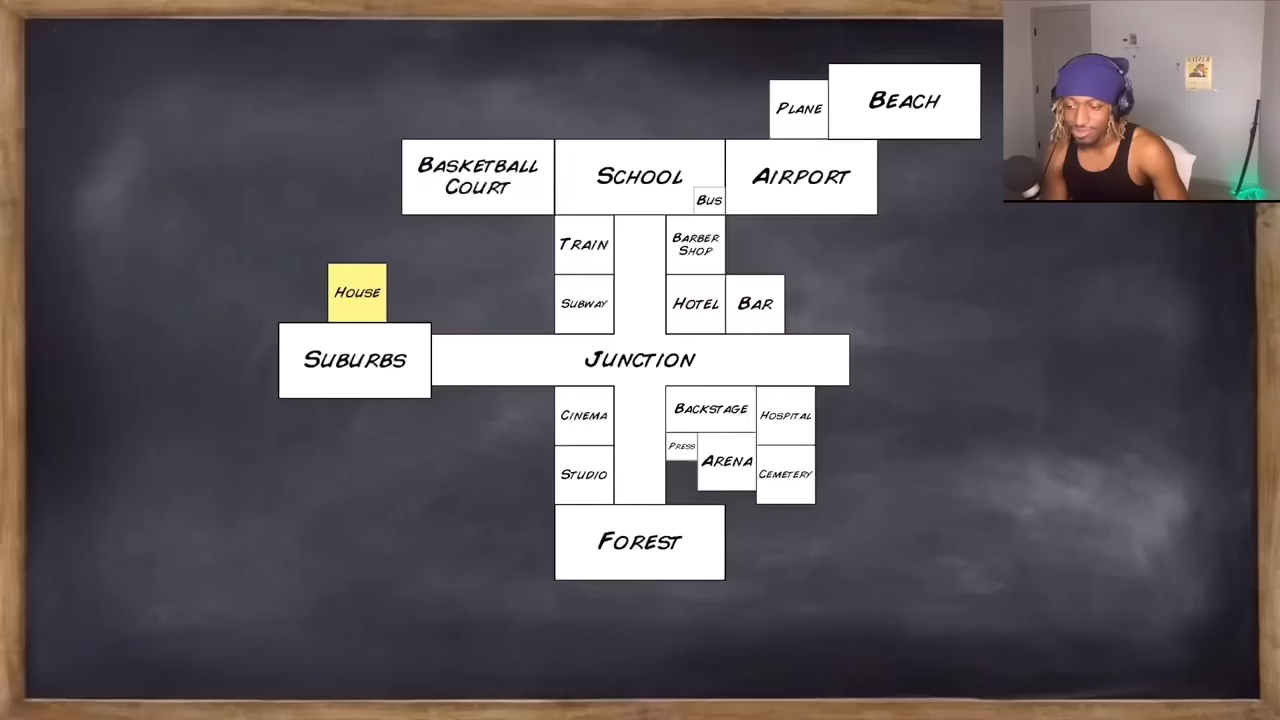 PLANE
BEACH
BASKETBALL
COURT
SCHOOL
AIRPORT
BUS
TRAIN
BARBER
SHOP
HOUSE
SUBWAY
HOTEL
BAR
SUBURBS
JUNCTION
CINEMA
BACKSTAGE
HOSPITAL
PRESS
ARENA
STUDIO
CEMETERY
FOREST